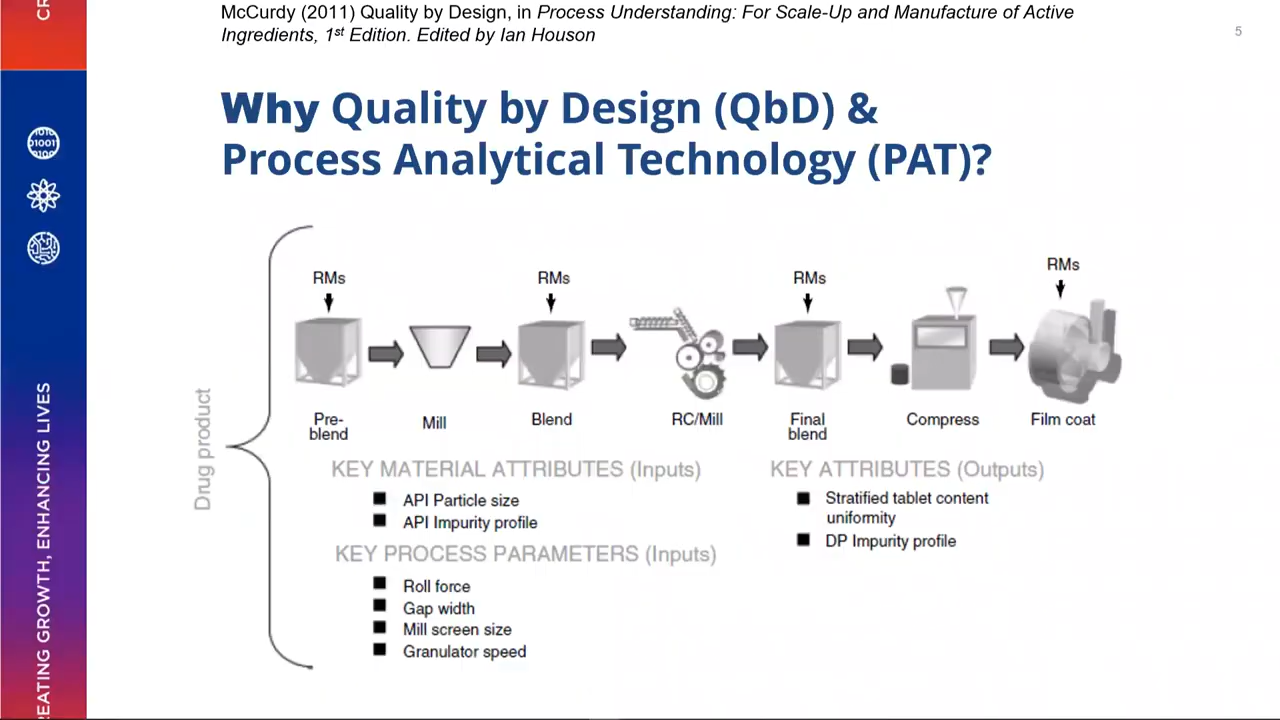 McCurdy (2011) Quality by Design, in Process Understanding: For Scale-Up and Manufacture of Active
Ingredients, 1st Edition. Edited by Ian Houson
5
Why Quality by Design (QbD) &
Process Analytical Technology (PAT)?
RMs
RMs
RMs
RMs
Pre-
blend
Mill
Blend
RC/Mill
Final
blend
Compress
Film coat
Drug product
KEY MATERIAL ATTRIBUTES (Inputs)
API Particle size
API Impurity profile
KEY PROCESS PARAMETERS (Inputs)
Roll force
Gap width
Mill screen size
Granulator speed
KEY ATTRIBUTES (Outputs)
Stratified tablet content
uniformity
DP Impurity profile
EATING GROWTH, ENHANCING LIVES
CR